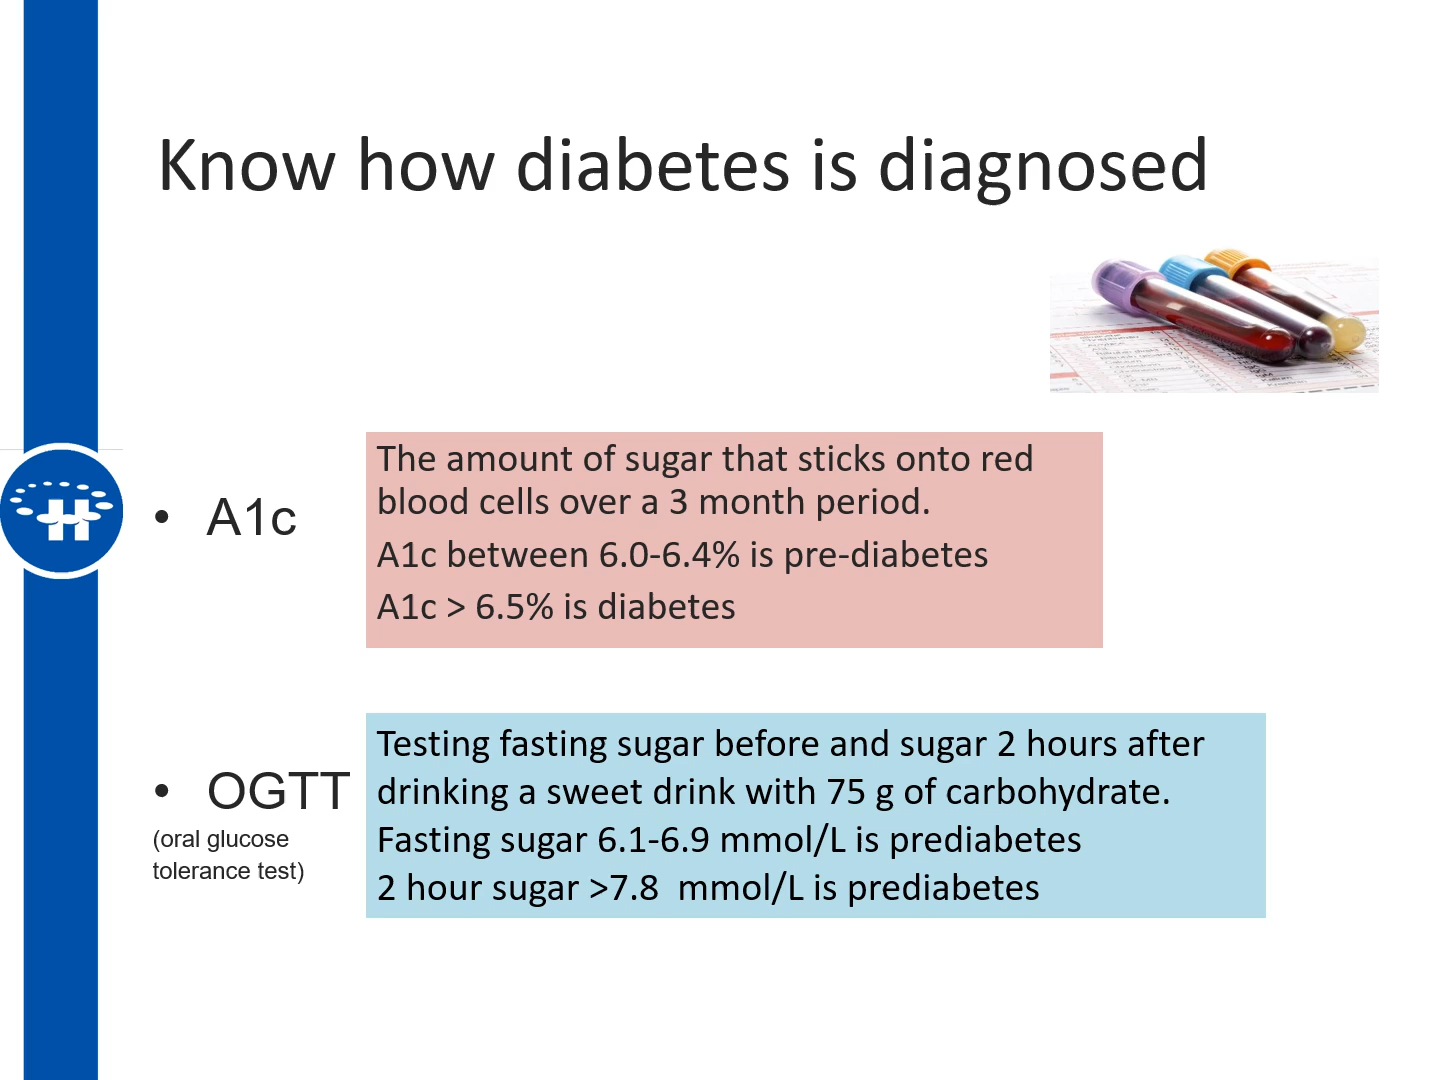 Know how diabetes is diagnosed
The amount of sugar that sticks onto red
blood cells over a 3 month period.
• A1c
A1c between 6.0-6.4% is pre-diabetes
A1c > 6.5% is diabetes
Testing fasting sugar before and sugar 2 hours after
• OGTT
drinking a sweet drink with 75 g of carbohydrate.
(oral glucose
tolerance test)
Fasting sugar 6.1-6.9 mmol/L is prediabetes
2 hour sugar >7.8 mmol/L is prediabetes
H